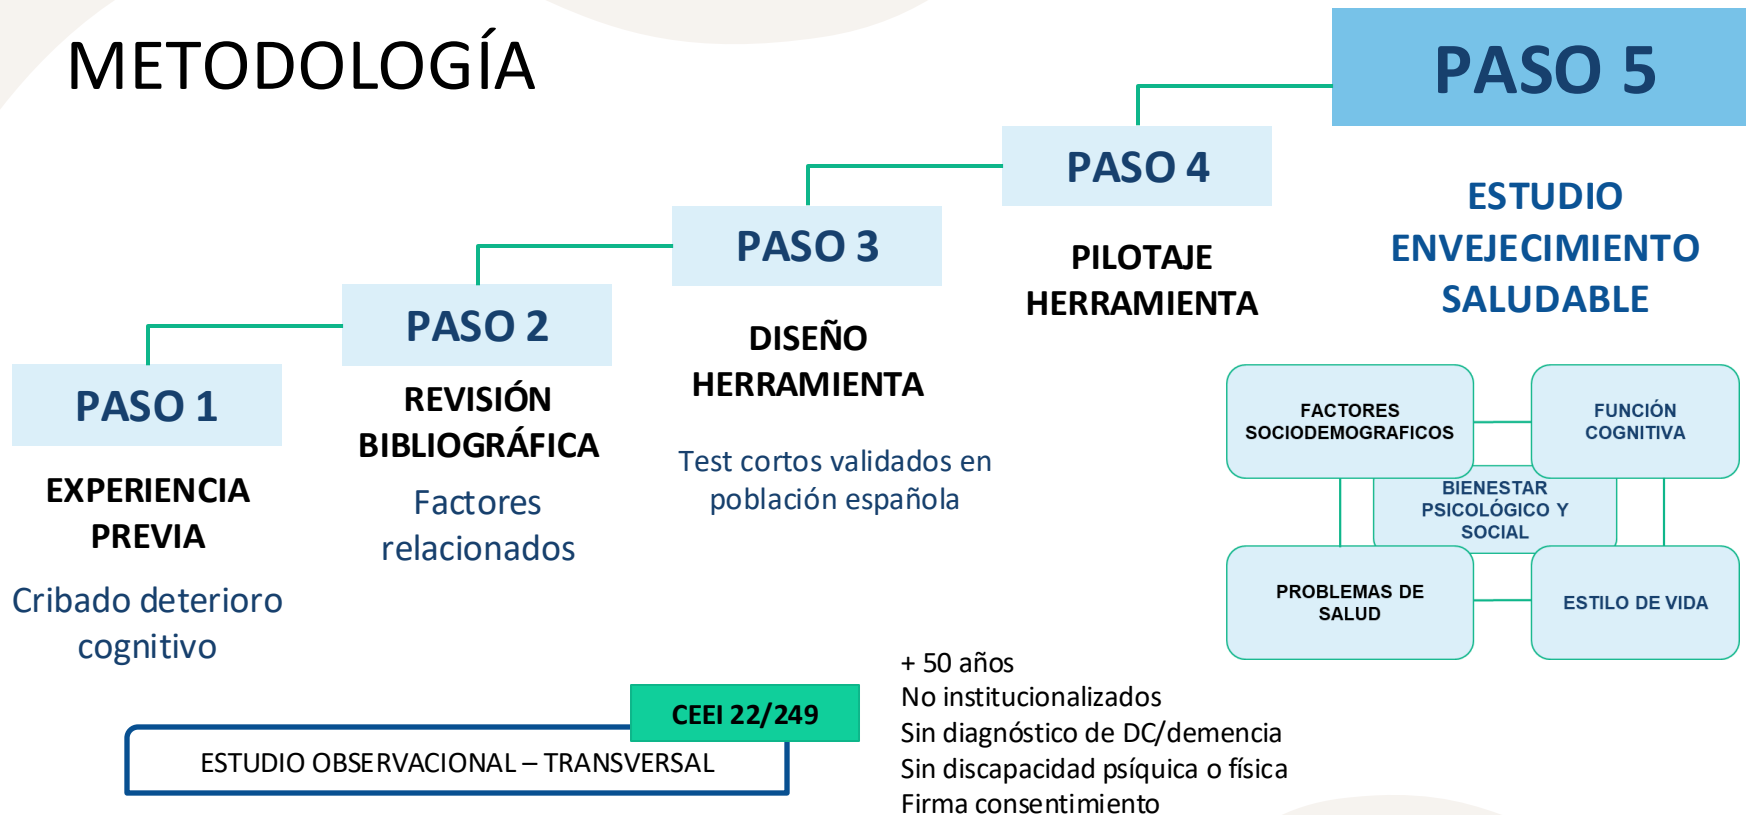 METODOLOGÍA
PASO 1
EXPERIENCIA
PREVIA
Cribado deterioro
cognitivo
PASO 2
REVISIÓN
BIBLIOGRÁFICA
Factores
relacionados
PASO 3
DISEÑO
HERRAMIENTA
Test cortos validados en
población española
PASO 4
PILOTAJE
HERRAMIENTA
PASO 5
ESTUDIO
ENVEJECIMIENTO
SALUDABLE
FACTORES
SOCIODEMOGRAFICOS
FUNCIÓN
COGNITIVA
BIENESTAR
PSICOLÓGICO Y
SOCIAL
PROBLEMAS DE
SALUD
ESTILO DE VIDA
CEEI 22/249
ESTUDIO OBSERVACIONAL – TRANSVERSAL
+ 50 años
No institucionalizados
Sin diagnóstico de DC/demencia
Sin discapacidad psíquica o física
Firma consentimiento